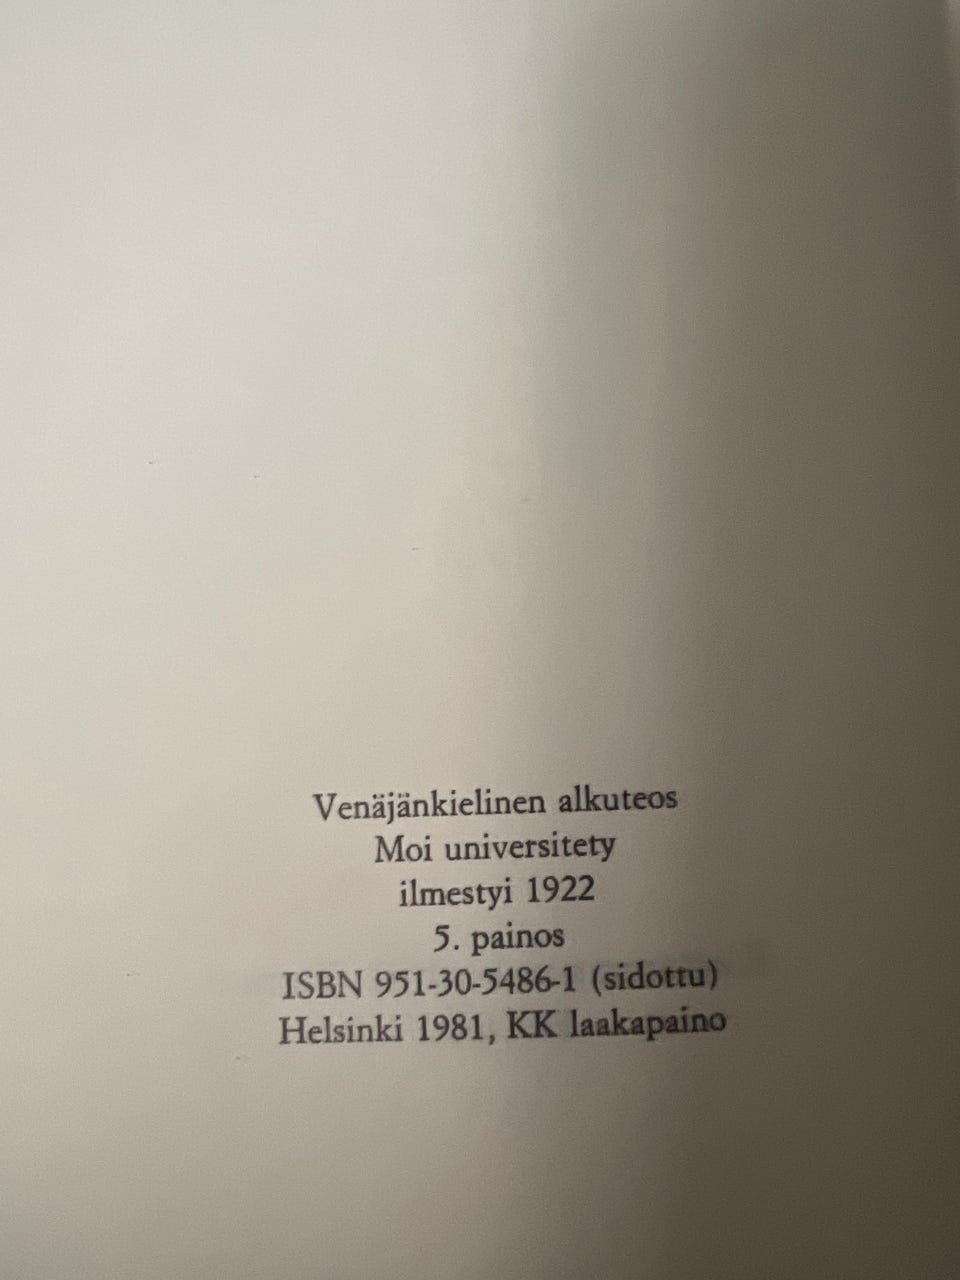 Venäjänkielinen alkuteos
Moi universitety
ilmestyi 1922
5. painos
ISBN 951-30-5486-1 (sidottu)
Helsinki 1981, KK laakapaino